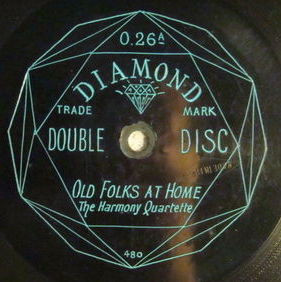 0.26A
DIAMOND
TRADE MARK
DOUBLE DISC
OLD FOLKS AT HOME
The Harmony Quartette
480